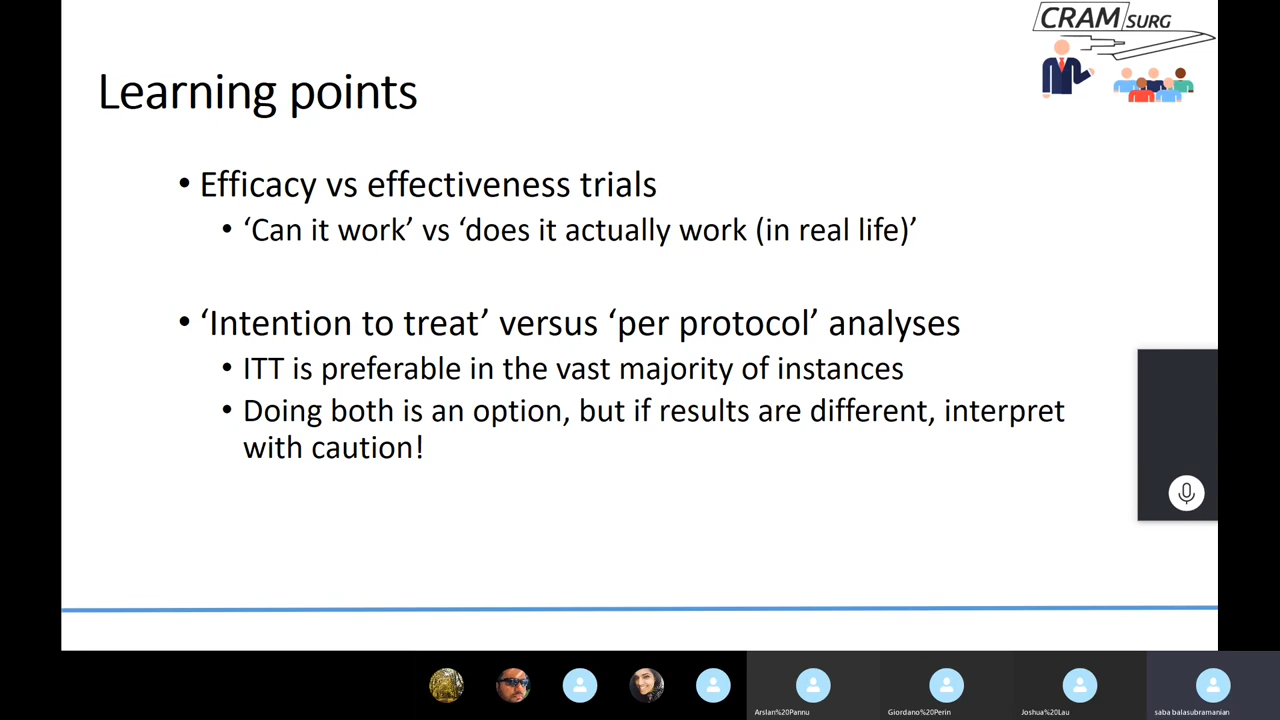 CRAM SURG
Learning points
• Efficacy vs effectiveness trials
• ‘Can it work’ vs ‘does it actually work (in real life)’
• ‘Intention to treat’ versus ‘per protocol’ analyses
• ITT is preferable in the vast majority of instances
• Doing both is an option, but if results are different, interpret
with caution!
Arslan%20Pannu
Giordano%20Perin
Joshua%20Lau
saba balasubramanian